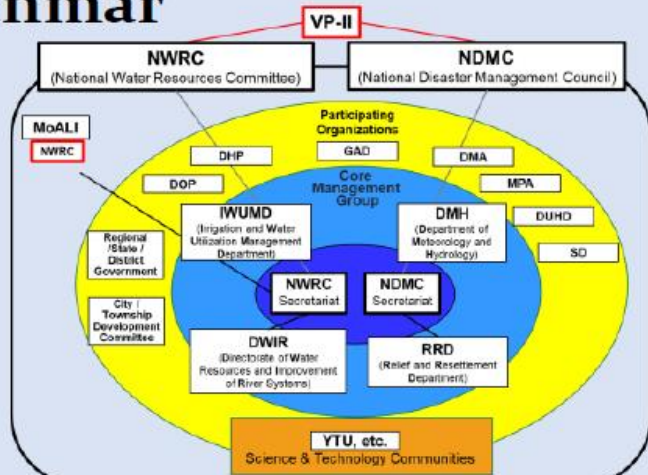 nmar
VP-II
NWRC
(National Water Resources Committee)
NDMC
(National Disaster Management Council)
MoALI
NWRC
Participating
Organizations
DHP
GAD
DMA
DOP
MPA
DUHD
SD
Core
Management
Group
IWUMD
(Irrigation and Water
Utilization Management
Department)
DMH
(Department of
Meteorology and
Hydrology)
Regional
/State /
District
Government
City /
Township
Development
Committee
NWRC
Secretariat
NDMC
Secretariat
DWIR
(Directorate of Water
Resources and Improvement
of River Systems)
RRD
(Relief and Resettlement
Department)
YTU, etc.
Science & Technology Communities